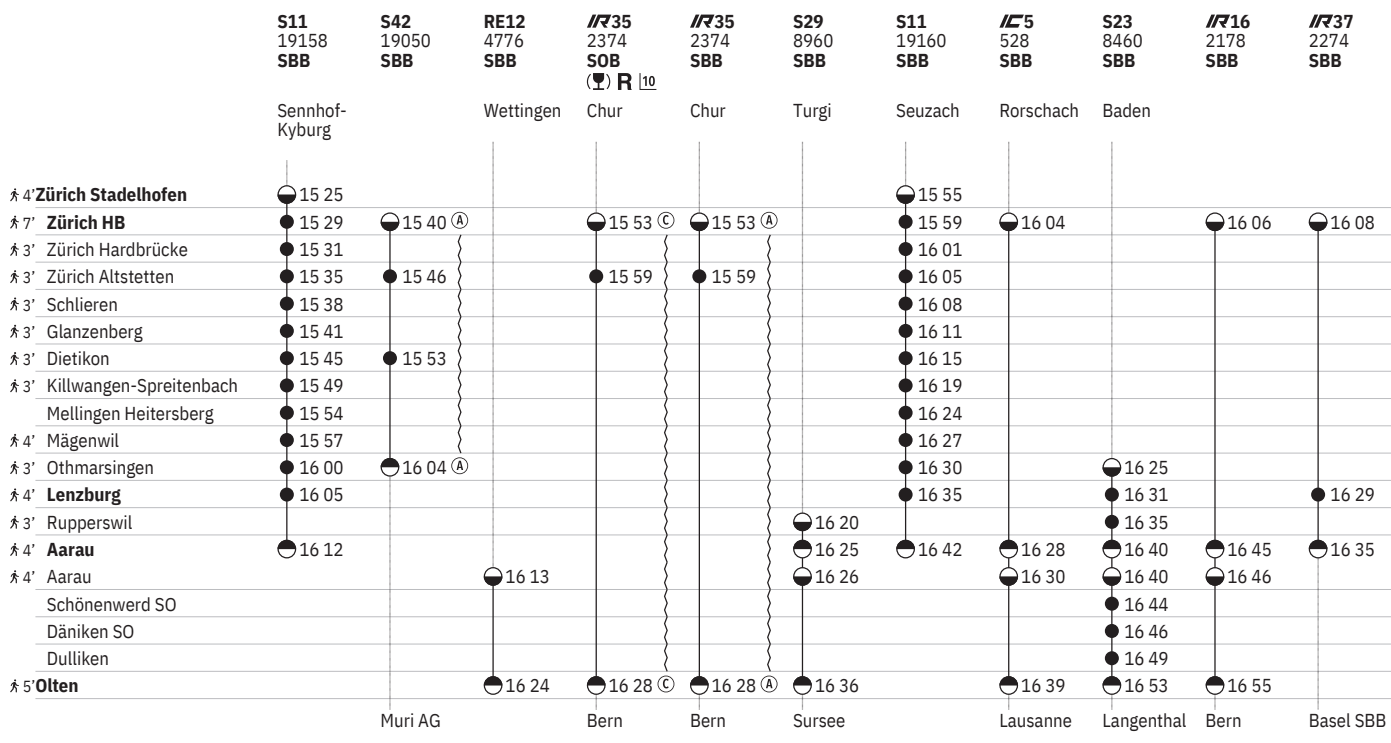 S11 S42 RE12 IR35 IR35 S29 S11 IC5 S23 IR16 IR37
19158 19050 4776 2374 2374 8960 19160 528 8460 2178 2274
SBB SBB SBB SOB SBB SBB SBB SBB SBB SBB SBB
R 10
Sennhof- Wettingen Chur Chur Turgi Seuzach Rorschach Baden
Kyburg
4' Zürich Stadelhofen 15 25 15 55
7' Zürich HB 15 29 15 40 A 15 53 C 15 53 A 15 59 16 04 16 06 16 08
3' Zürich Hardbrücke 15 31 16 01
3' Zürich Altstetten 15 35 15 46 15 59 15 59 16 05
3' Schlieren 15 38 16 08
3' Glanzenberg 15 41 16 11
3' Dietikon 15 45 15 53 16 15
3' Killwangen-Spreitenbach 15 49 16 19
Mellingen Heitersberg 15 54 16 24
4' Mägenwil 15 57 16 27
3' Othmarsingen 16 00 16 04 A 16 30 16 25
4' Lenzburg 16 05 16 35 16 31 16 29
3' Rupperswil 16 20 16 35
4' Aarau 16 12 16 25 16 42 16 28 16 40 16 45 16 35
4' Aarau 16 13 16 26 16 30 16 40 16 46
Schönenwerd SO 16 44
Däniken SO 16 46
Dulliken 16 49
5' Olten 16 24 16 28 C 16 28 A 16 36 16 39 16 53 16 55
Muri AG Bern Bern Sursee Lausanne Langenthal Bern Basel SBB